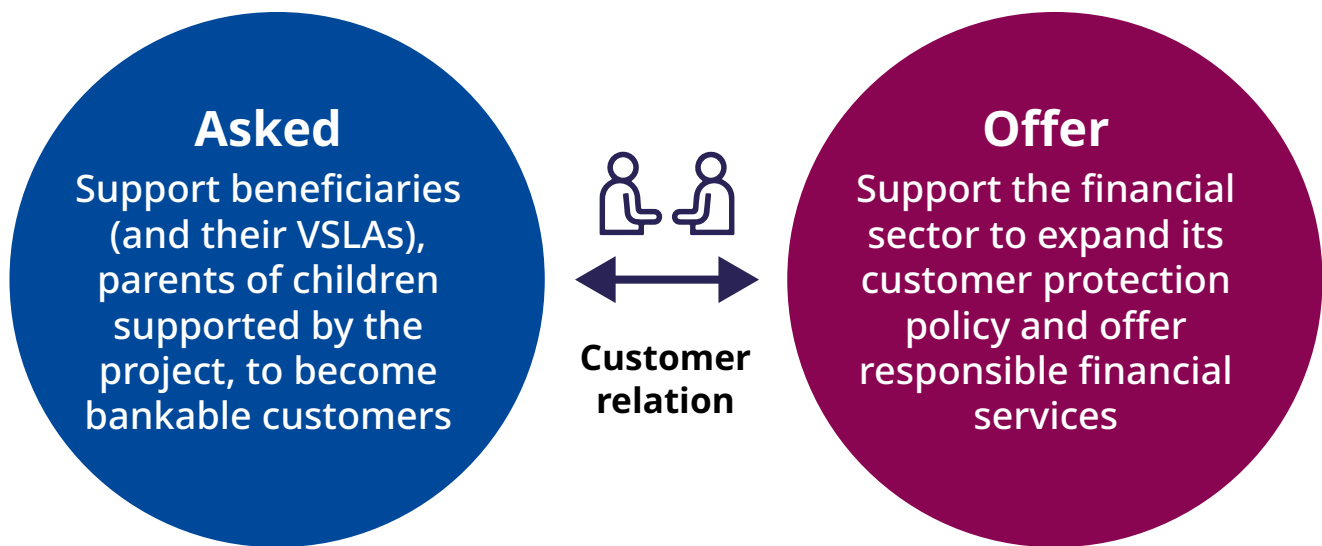 Asked
Support beneficiaries
(and their VSLAs),
parents of children
supported by the
project, to become
bankable customers
Customer
relation
Offer
Support the financial
sector to expand its
customer protection
policy and offer
responsible financial
services